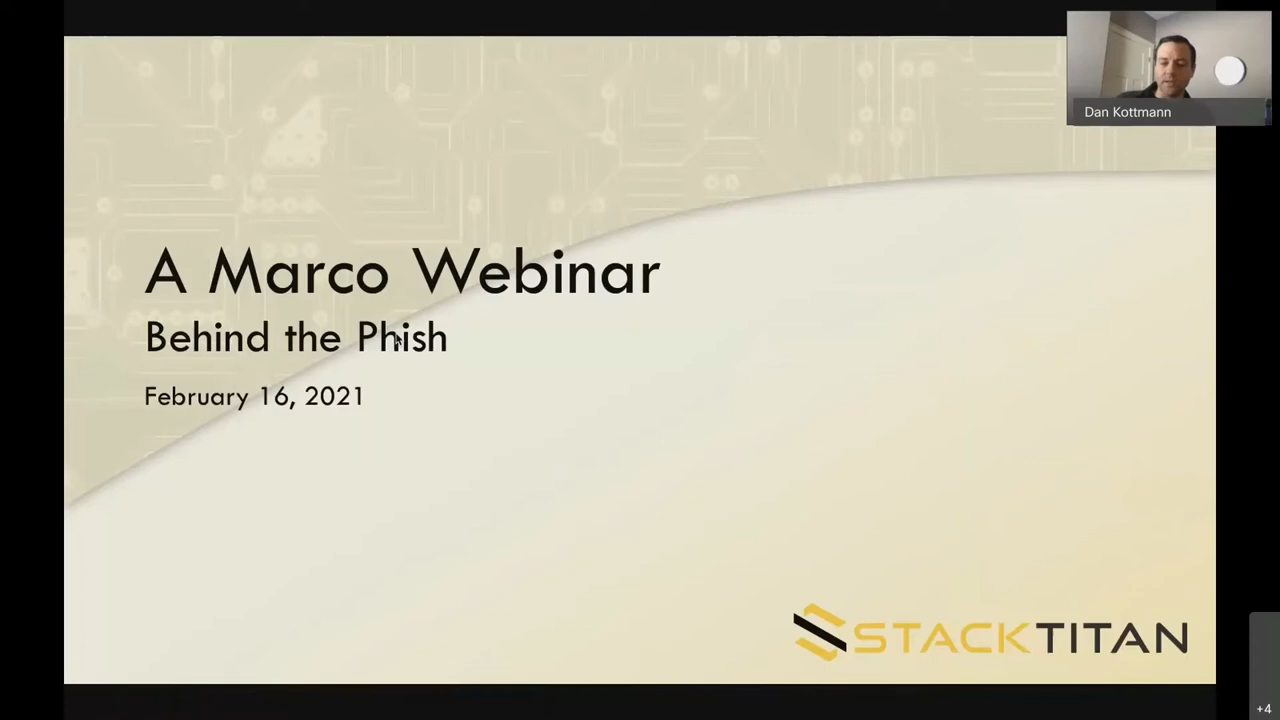 Dan Kottmann
A Marco Webinar
Behind the Phish
February 16, 2021
STACKTITAN
+4